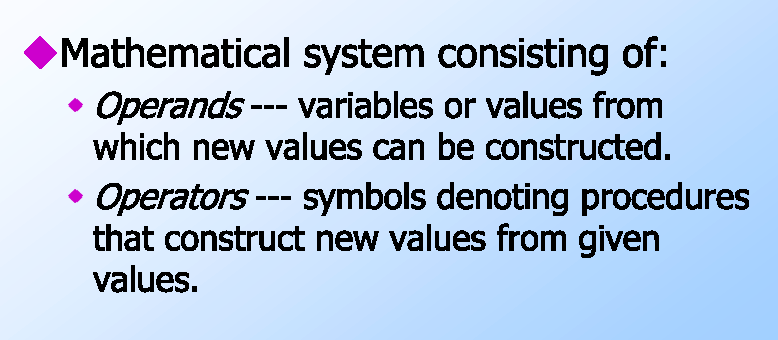 Mathematical system consisting of:
Operands --- variables or values from
which new values can be constructed.
Operators --- symbols denoting procedures
that construct new values from given
values.